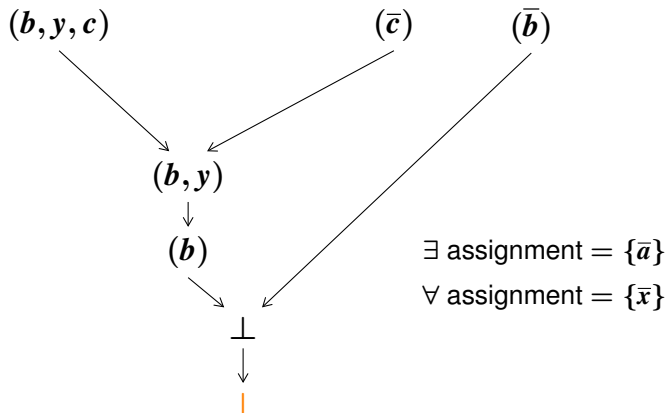 (b, y, c) (c̅) (b̅)
(b, y)
(b)
∃ assignment = {a̅}
∀ assignment = {x̅}
⊥